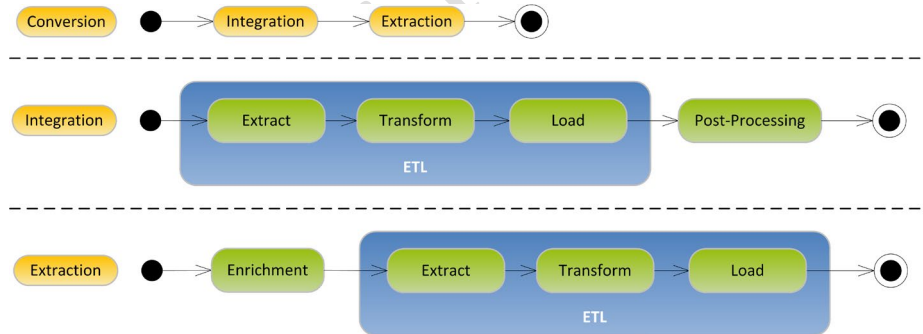 Conversion Integration Extraction
Integration Extract Transform Load Post-Processing
ETL
Extraction Enrichment Extract Transform Load
ETL